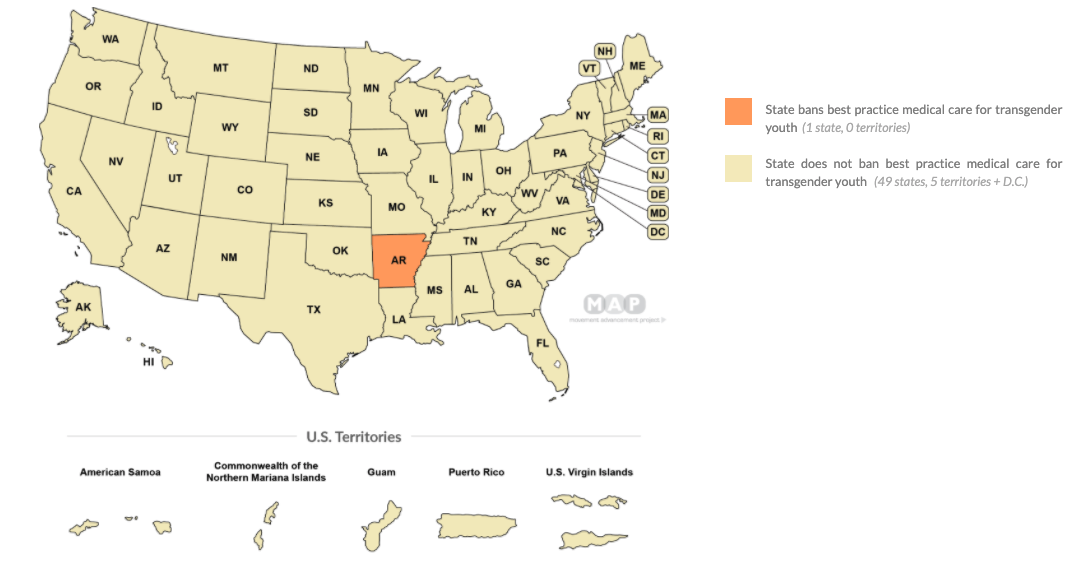 WA
OR
CA
NV
ID
MT
WY
UT
CO
AZ
NM
ND
SD
NE
KS
OK
TX
MN
IA
MO
AR
LA
WI
IL
MI
IN
OH
KY
TN
MS
AL
GA
FL
SC
NC
VA
WV
PA
NY
VT
NH
ME
MA
RI
CT
NJ
DE
MD
DC
AK
HI
MAP
movement advancement project
State bans best practice medical care for transgender
youth (1 state, 0 territories)
State does not ban best practice medical care for
transgender youth (49 states, 5 territories + D.C.)
U.S. Territories
American Samoa
Commonwealth of the
Northern Mariana Islands
Guam
Puerto Rico
U.S. Virgin Islands